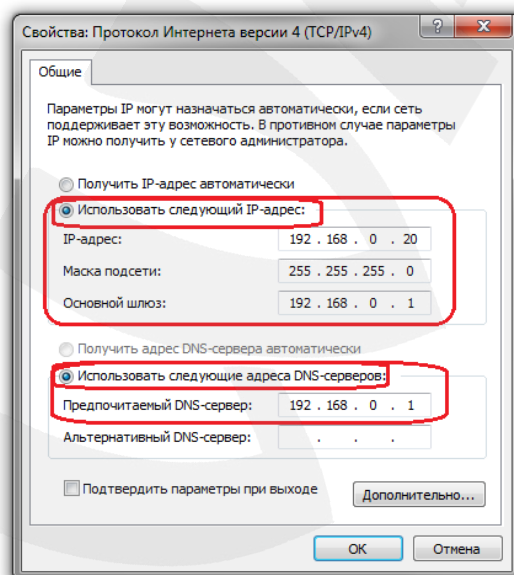 Свойства: Протокол Интернета версии 4 (TCP/IPv4)
Общие
Параметры IP могут назначаться автоматически, если сеть
поддерживает эту возможность. В противном случае параметры
IP можно получить у сетевого администратора.
Получить IP-адрес автоматически
Использовать следующий IP-адрес:
IP-адрес: 192 . 168 . 0 . 20
Маска подсети: 255 . 255 . 255 . 0
Основной шлюз: 192 . 168 . 0 . 1
Получить адрес DNS-сервера автоматически
Использовать следующие адреса DNS-серверов:
Предпочитаемый DNS-сервер: 192 . 168 . 0 . 1
Альтернативный DNS-сервер: . . .
Подтвердить параметры при выходе
Дополнительно...
ОК Отмена